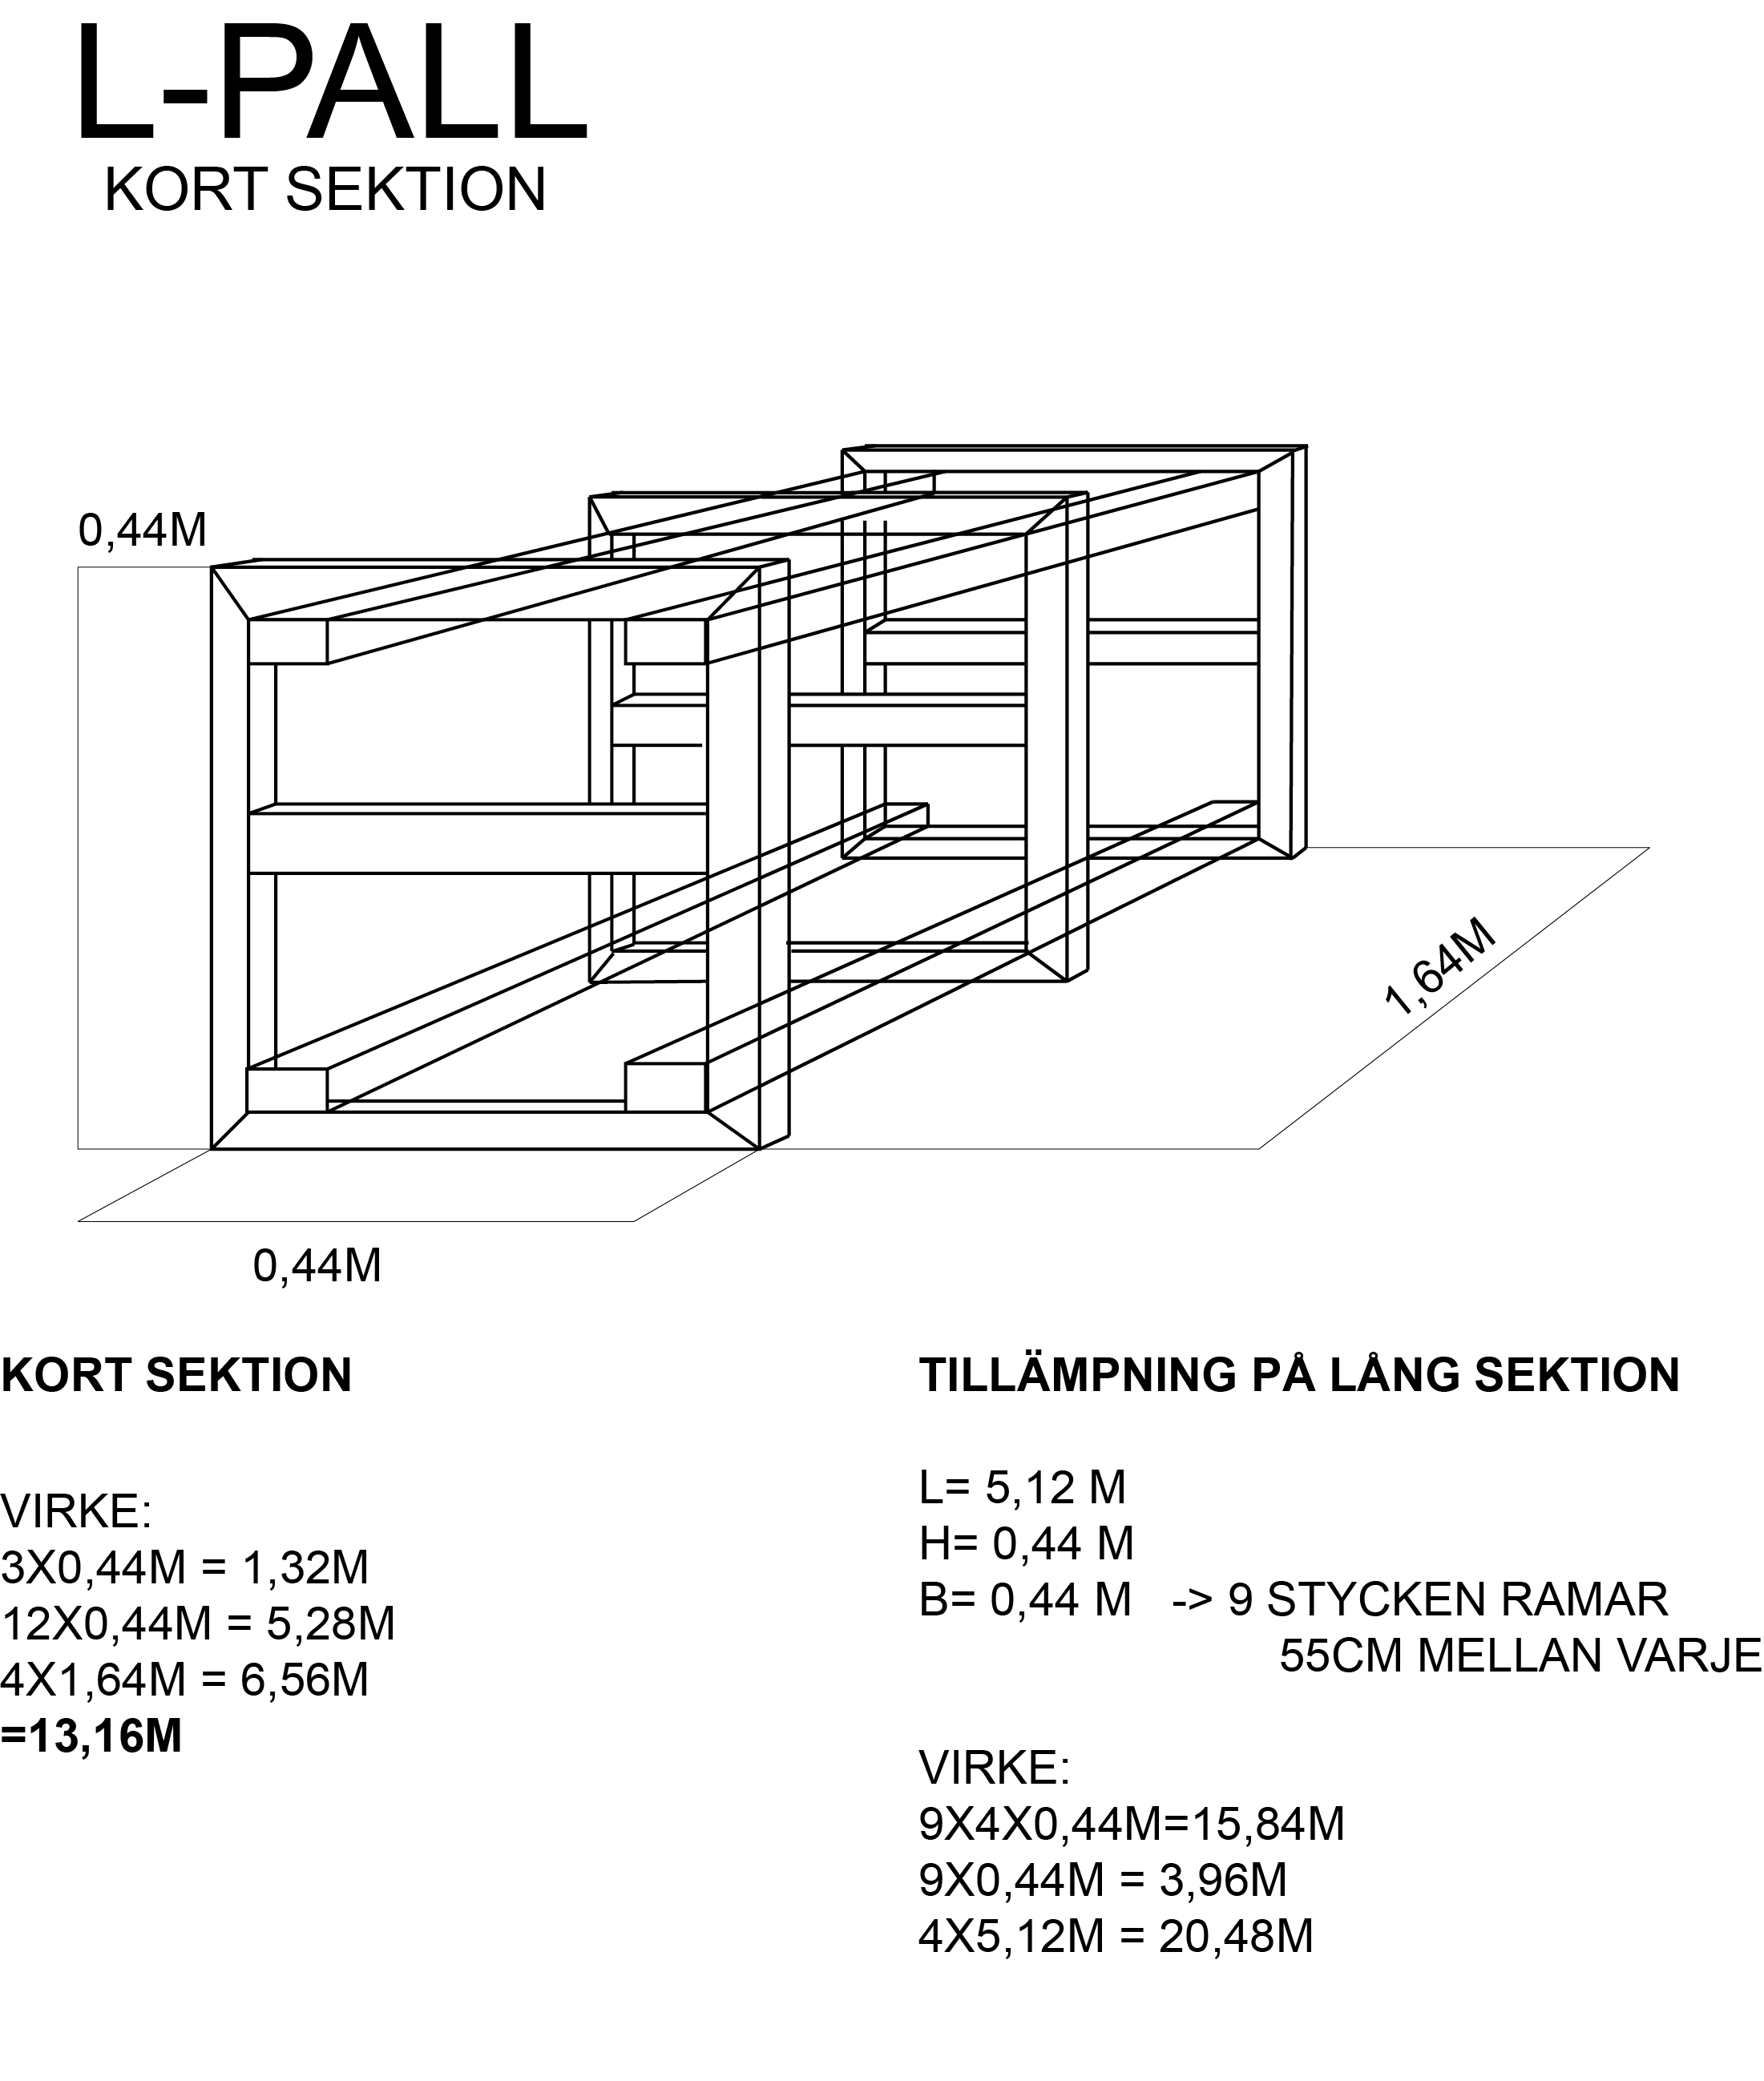 L-PALL
KORT SEKTION
0,44M
1,64M
0,44M
KORT SEKTION
VIRKE:
3X0,44M = 1,32M
12X0,44M = 5,28M
4X1,64M = 6,56M
=13,16M
TILLÄMPNING PÅ LÅNG SEKTION
L= 5,12 M
H= 0,44 M
B= 0,44 M -> 9 STYCKEN RAMAR
55CM MELLAN VARJE
VIRKE:
9X4X0,44M=15,84M
9X0,44M = 3,96M
4X5,12M = 20,48M